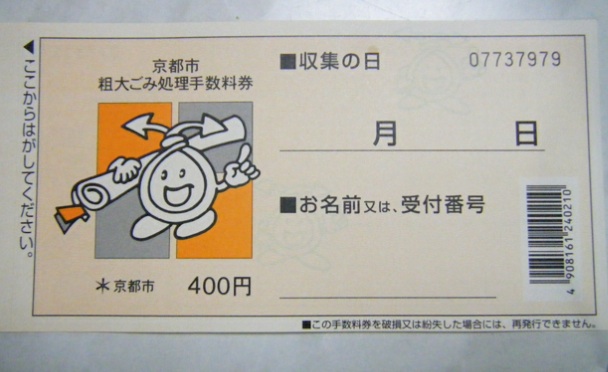 ▲ここからはがしてください。
京都市
粗大ごみ処理手数料券
京都市 400円
■収集の日
07737979
月 日
■お名前又は、受付番号
4 908161 240210
■この手数料券を破損又は紛失した場合には、再発行できません。